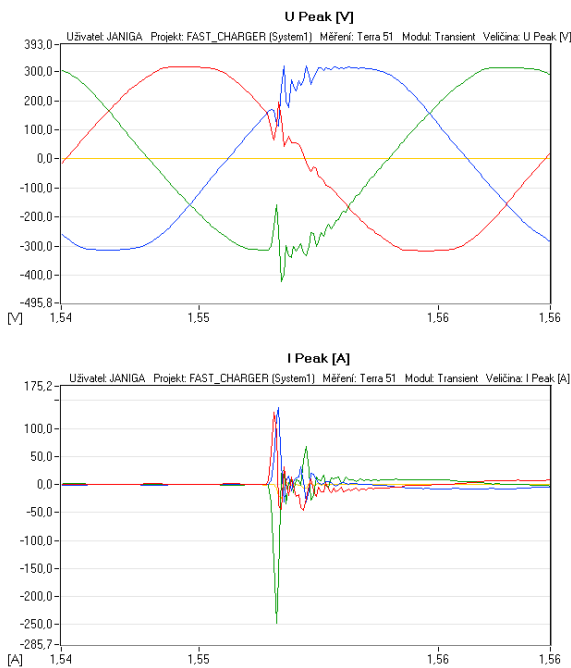 U Peak [V]
Uživatel: JANIGA Projekt: FAST_CHARGER (System1) Měření: Terra 51 Modul: Transient Veličina: U Peak [V]
393,0
300,0
200,0
100,0
0,0
-100,0
-200,0
-300,0
-400,0
-495,8
[V]
1,54 1,55 1,56 1,56
I Peak [A]
Uživatel: JANIGA Projekt: FAST_CHARGER (System1) Měření: Terra 51 Modul: Transient Veličina: I Peak [A]
175,2
100,0
50,0
0,0
-50,0
-100,0
-150,0
-200,0
-250,0
-285,7
[A]
1,54 1,55 1,56 1,56